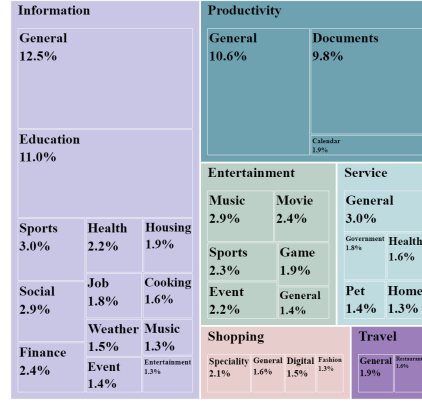 Information
General
12.5%
Education
11.0%
Sports
3.0%
Health
2.2%
Housing
1.9%
Social
2.9%
Job
1.8%
Cooking
1.6%
Finance
2.4%
Weather
1.5%
Music
1.3%
Event
1.4%
Entertainment
1.3%
Productivity
General
10.6%
Documents
9.8%
Calendar
1.9%
Entertainment
Music
2.9%
Movie
2.4%
Sports
2.3%
Game
1.9%
Event
2.2%
General
1.4%
Service
General
3.0%
Government
1.8%
Health
1.6%
Pet
1.4%
Home
1.3%
Shopping
Speciality
2.1%
General
1.6%
Digital
1.5%
Fashion
1.3%
Travel
General
1.9%
Restaurant
1.6%